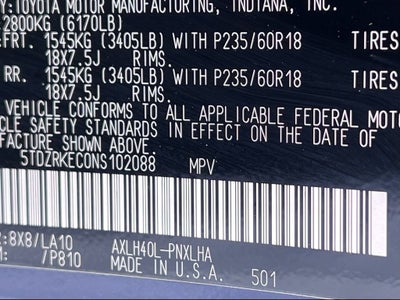 Y:TOYOTA MOTOR MANUFACTURING, INDIANA, INC.
2800KG (6170LB)
FRT. 1545KG (3405LB) WITH P235/60R18 TIRES
18X7.5J RIMS.
RR. 1545KG (3405LB) WITH P235/60R18 TIRES
18X7.5J RIMS.
VEHICLE CONFORMS TO ALL APPLICABLE FEDERAL MOTO
VEHICLE SAFETY STANDARDS IN EFFECT ON THE DATE OF
FACTURE SHOWN ABOVE.
5TDZRKEC0NS102088 MPV
:8X8/LA10 AXLH40L-PNXLHA
/P810 MADE IN U.S.A. 501